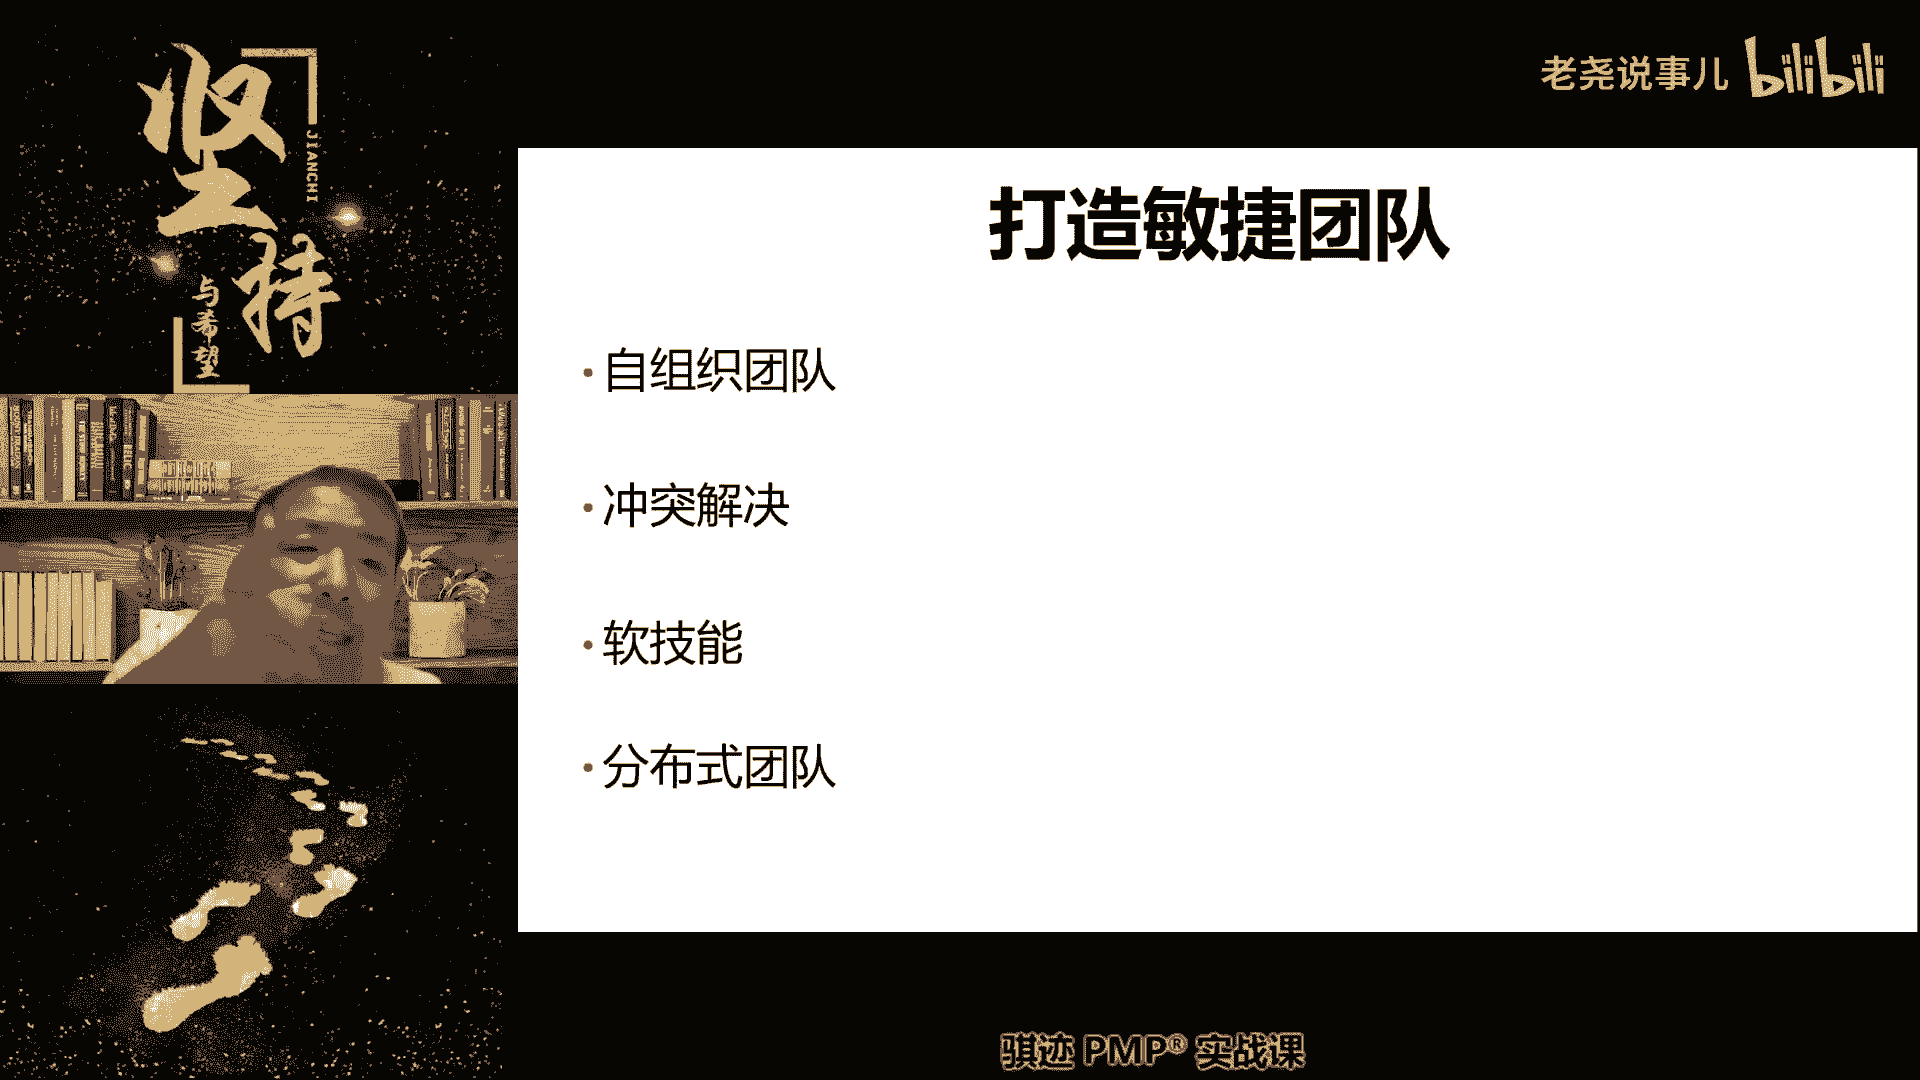 坚持
JIANCHI
与希望
老尧说事儿 bilibili
打造敏捷团队
•自组织团队
•冲突解决
•软技能
•分布式团队
骐迹 PMP® 实战课